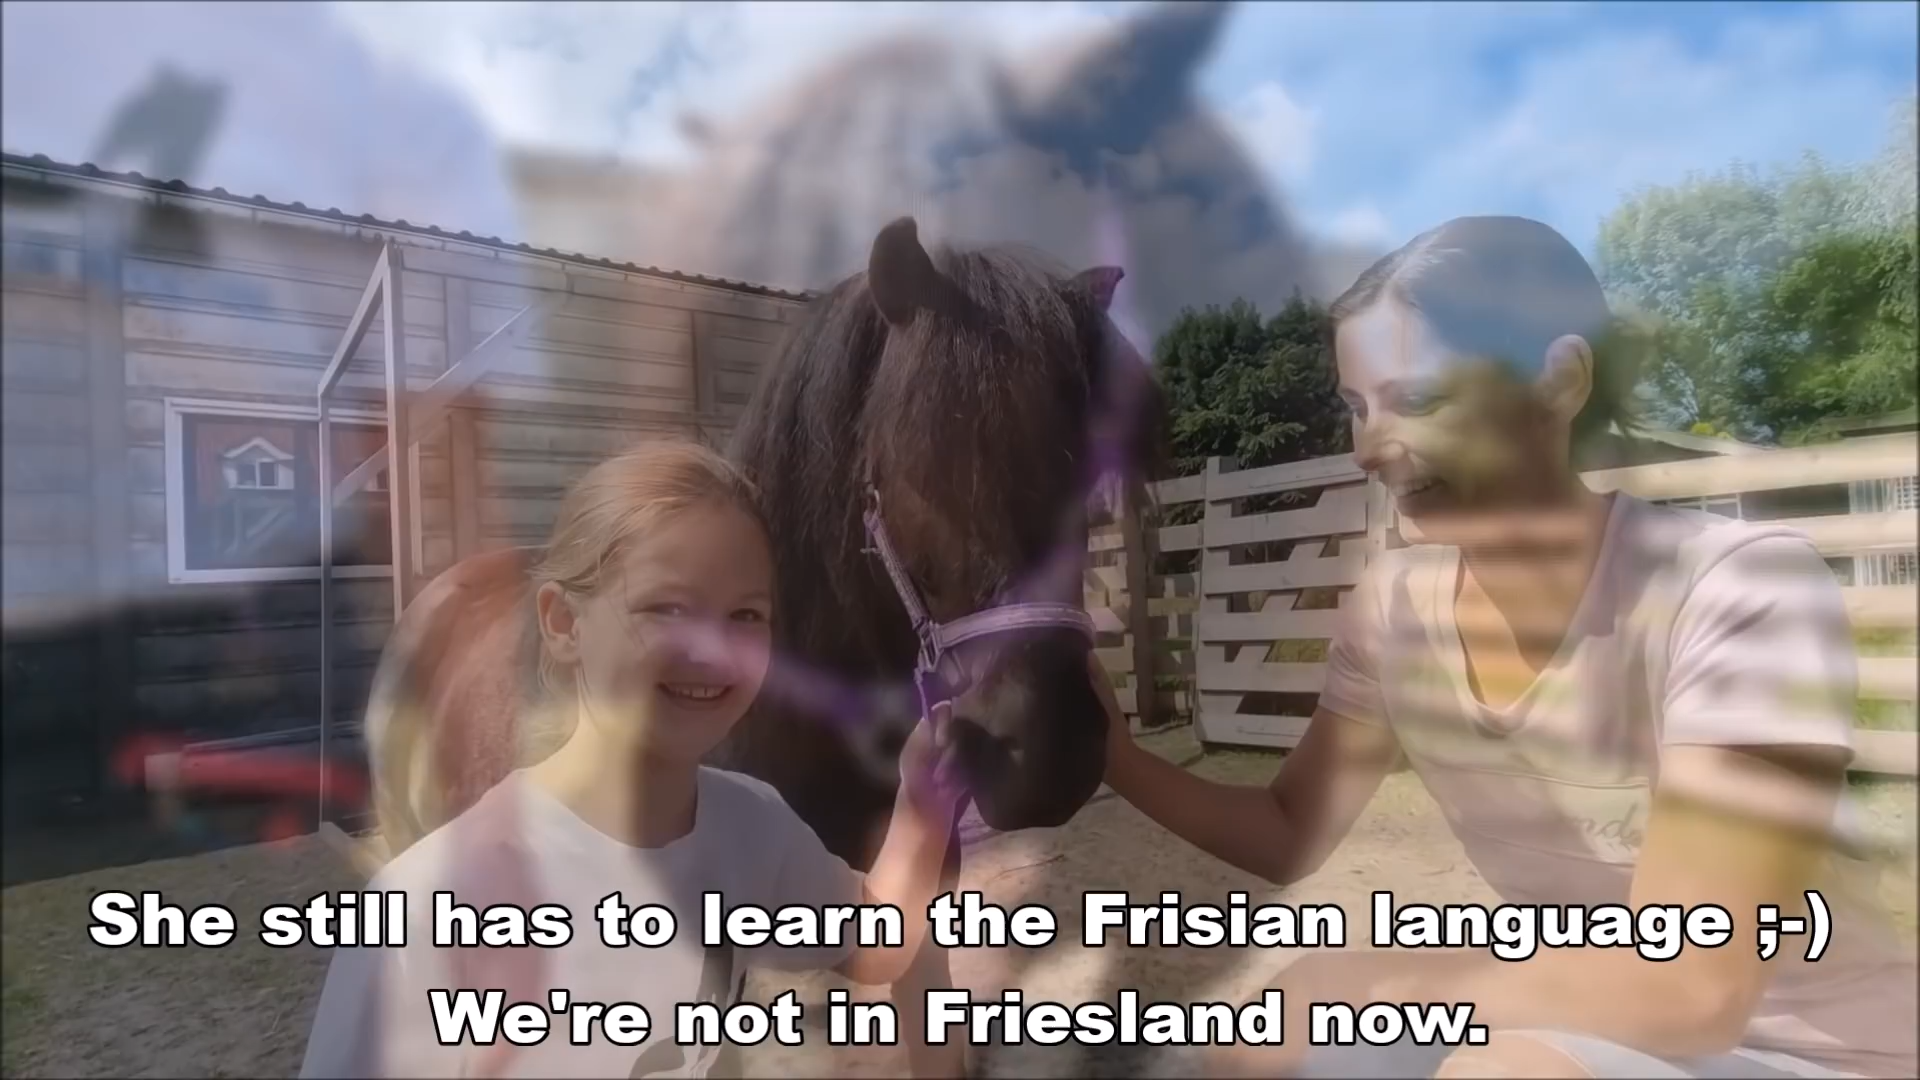 She still has to learn the Frisian language ;-)
We're not in Friesland now.